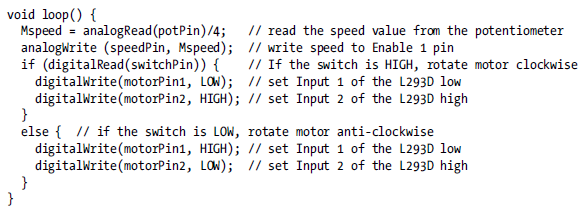 void loop() {
  Mspeed = analogRead(potPin)/4;   // read the speed value from the potentiometer
  analogWrite (speedPin, Mspeed);  // write speed to Enable 1 pin
  if (digitalRead(switchPin)) {    // If the switch is HIGH, rotate motor clockwise
    digitalWrite(motorPin1, LOW);  // set Input 1 of the L293D low
    digitalWrite(motorPin2, HIGH); // set Input 2 of the L293D high
  }
  else {  // if the switch is LOW, rotate motor anti-clockwise
    digitalWrite(motorPin1, HIGH); // set Input 1 of the L293D low
    digitalWrite(motorPin2, LOW);  // set Input 2 of the L293D high
  }
}